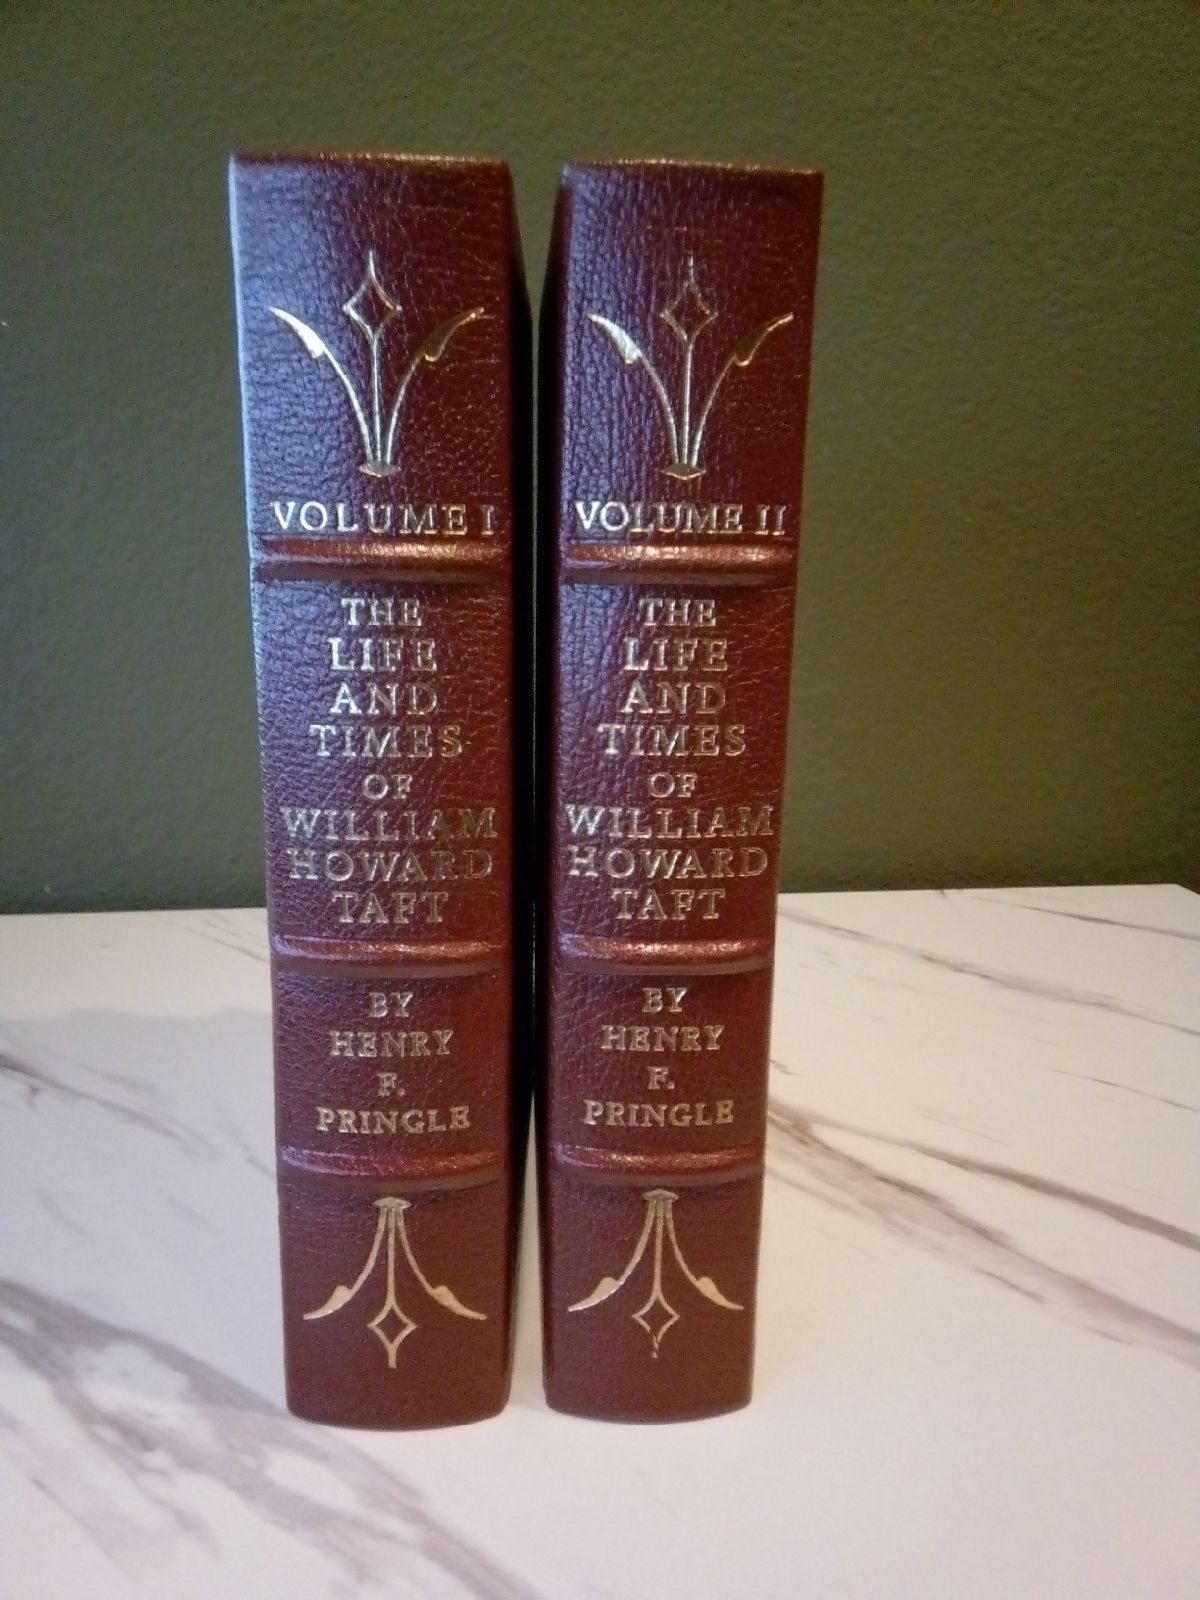 VOLUME I
THE
LIFE
AND
TIMES
OF
WILLIAM
HOWARD
TAFT
BY
HENRY
F.
PRINGLE
VOLUME II
THE
LIFE
AND
TIMES
OF
WILLIAM
HOWARD
TAFT
BY
HENRY
F.
PRINGLE